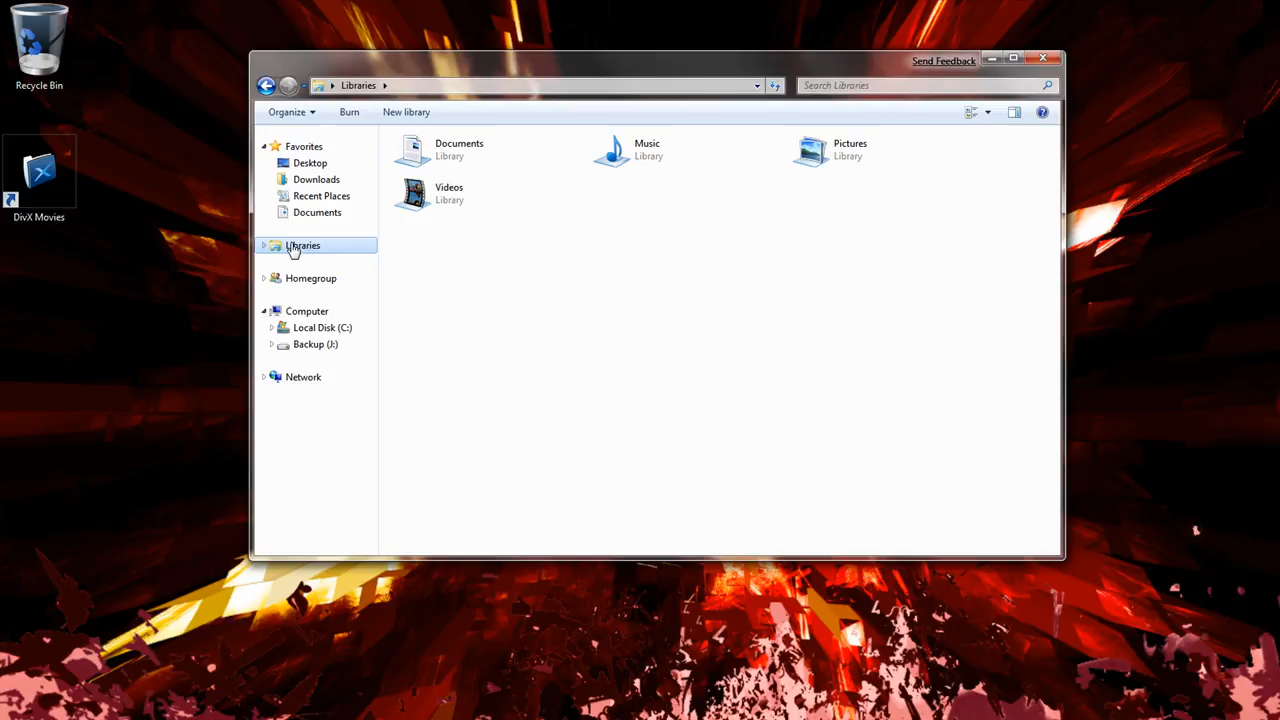 Recycle Bin
DivX Movies
Send Feedback
Libraries
Search Libraries
Organize
Burn
New library
Favorites
Desktop
Downloads
Recent Places
Documents
Libraries
Homegroup
Computer
Local Disk (C:)
Backup (J:)
Network
Documents
Library
Music
Library
Pictures
Library
Videos
Library